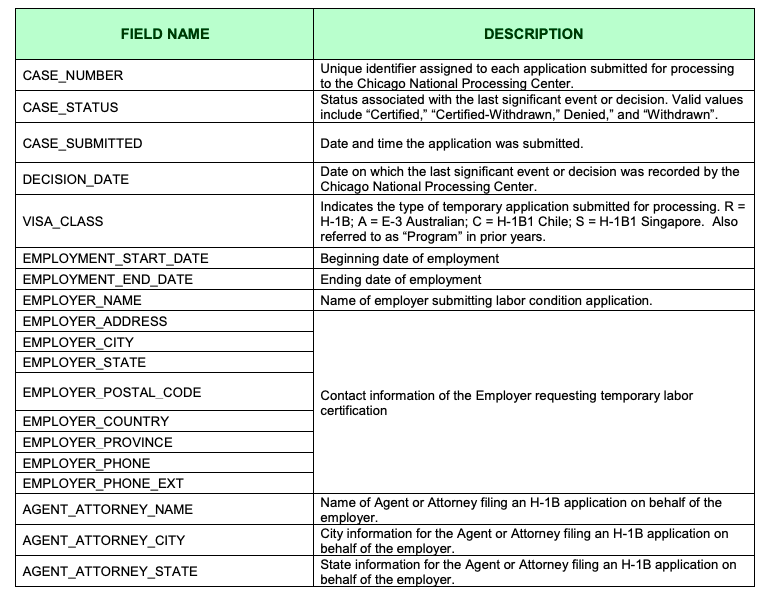 FIELD NAME DESCRIPTION
CASE_NUMBER
Unique identifier assigned to each application submitted for processing
to the Chicago National Processing Center.
CASE_STATUS
Status associated with the last significant event or decision. Valid values
include “Certified,” “Certified-Withdrawn,” Denied,” and “Withdrawn”.
CASE_SUBMITTED
Date and time the application was submitted.
DECISION_DATE
Date on which the last significant event or decision was recorded by the
Chicago National Processing Center.
VISA_CLASS
Indicates the type of temporary application submitted for processing. R =
H-1B; A = E-3 Australian; C = H-1B1 Chile; S = H-1B1 Singapore. Also
referred to as “Program” in prior years.
EMPLOYMENT_START_DATE
Beginning date of employment
EMPLOYMENT_END_DATE
Ending date of employment
EMPLOYER_NAME
Name of employer submitting labor condition application.
EMPLOYER_ADDRESS
EMPLOYER_CITY
EMPLOYER_STATE
EMPLOYER_POSTAL_CODE
EMPLOYER_COUNTRY
EMPLOYER_PROVINCE
EMPLOYER_PHONE
EMPLOYER_PHONE_EXT
Contact information of the Employer requesting temporary labor
certification
AGENT_ATTORNEY_NAME
Name of Agent or Attorney filing an H-1B application on behalf of the
employer.
AGENT_ATTORNEY_CITY
City information for the Agent or Attorney filing an H-1B application on
behalf of the employer.
AGENT_ATTORNEY_STATE
State information for the Agent or Attorney filing an H-1B application on
behalf of the employer.